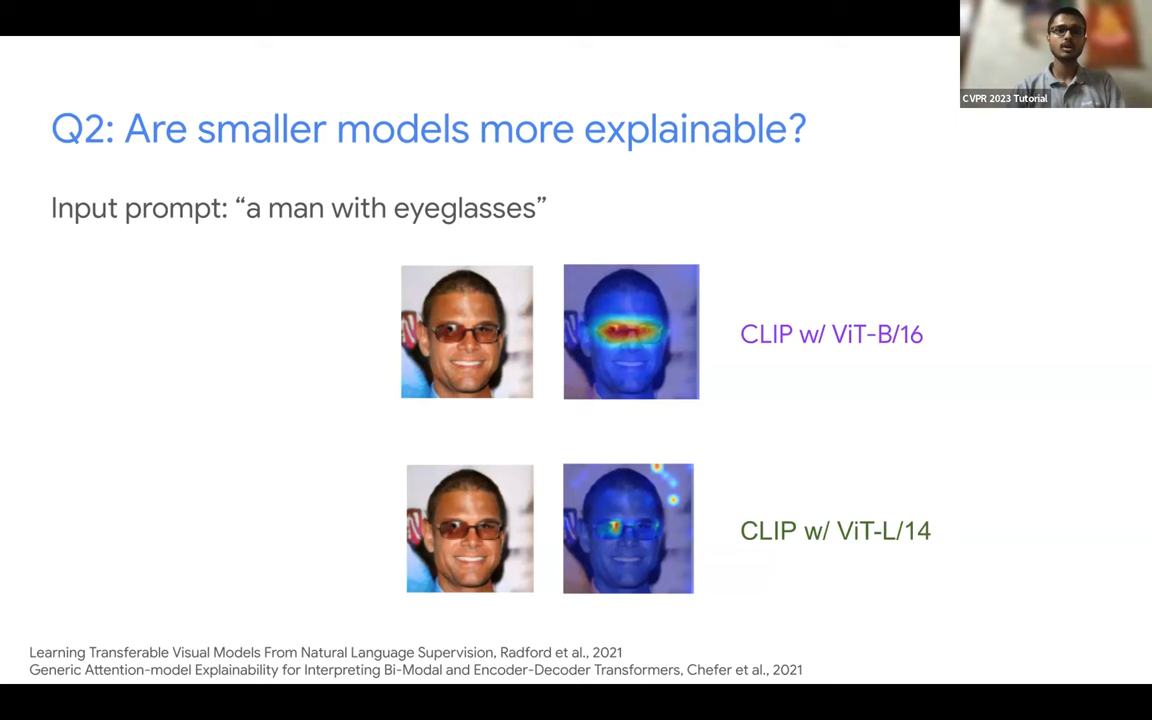 CVPR 2023 Tutorial
Q2: Are smaller models more explainable?
Input prompt: “a man with eyeglasses”
CLIP w/ ViT-B/16
CLIP w/ ViT-L/14
Learning Transferable Visual Models From Natural Language Supervision, Radford et al., 2021
Generic Attention-model Explainability for Interpreting Bi-Modal and Encoder-Decoder Transformers, Chefer et al., 2021